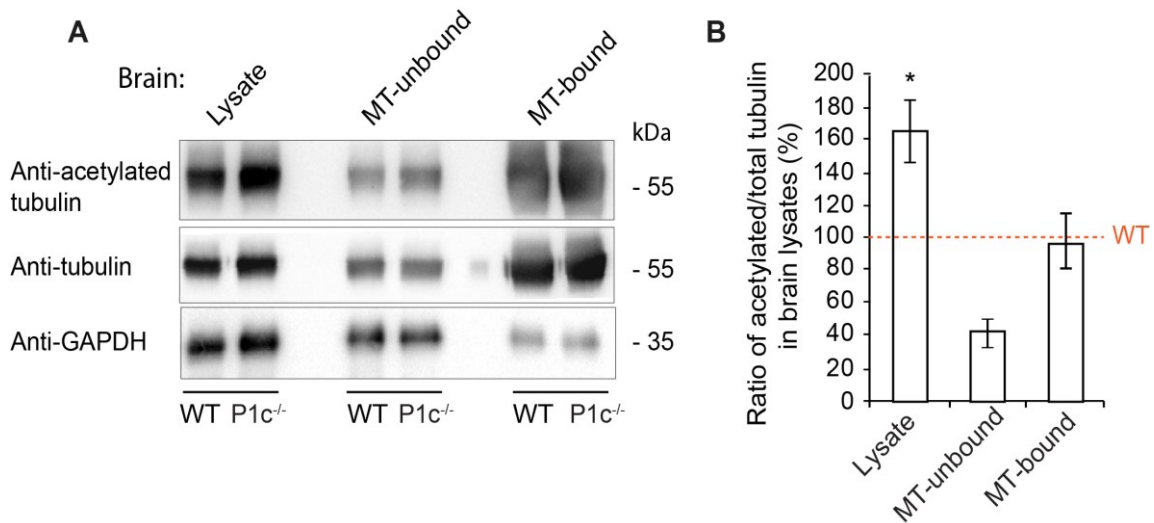 A
Brain:
Lysate
MT-unbound
MT-bound
kDa
Anti-acetylated
tubulin
- 55
Anti-tubulin
- 55
Anti-GAPDH
- 35
WT P1c-/-
WT P1c-/-
WT P1c-/-
B
Ratio of acetylated/total tubulin
in brain lysates (%)
200
180
160
140
120
100
80
60
40
20
0
*
WT
Lysate
MT-unbound
MT-bound